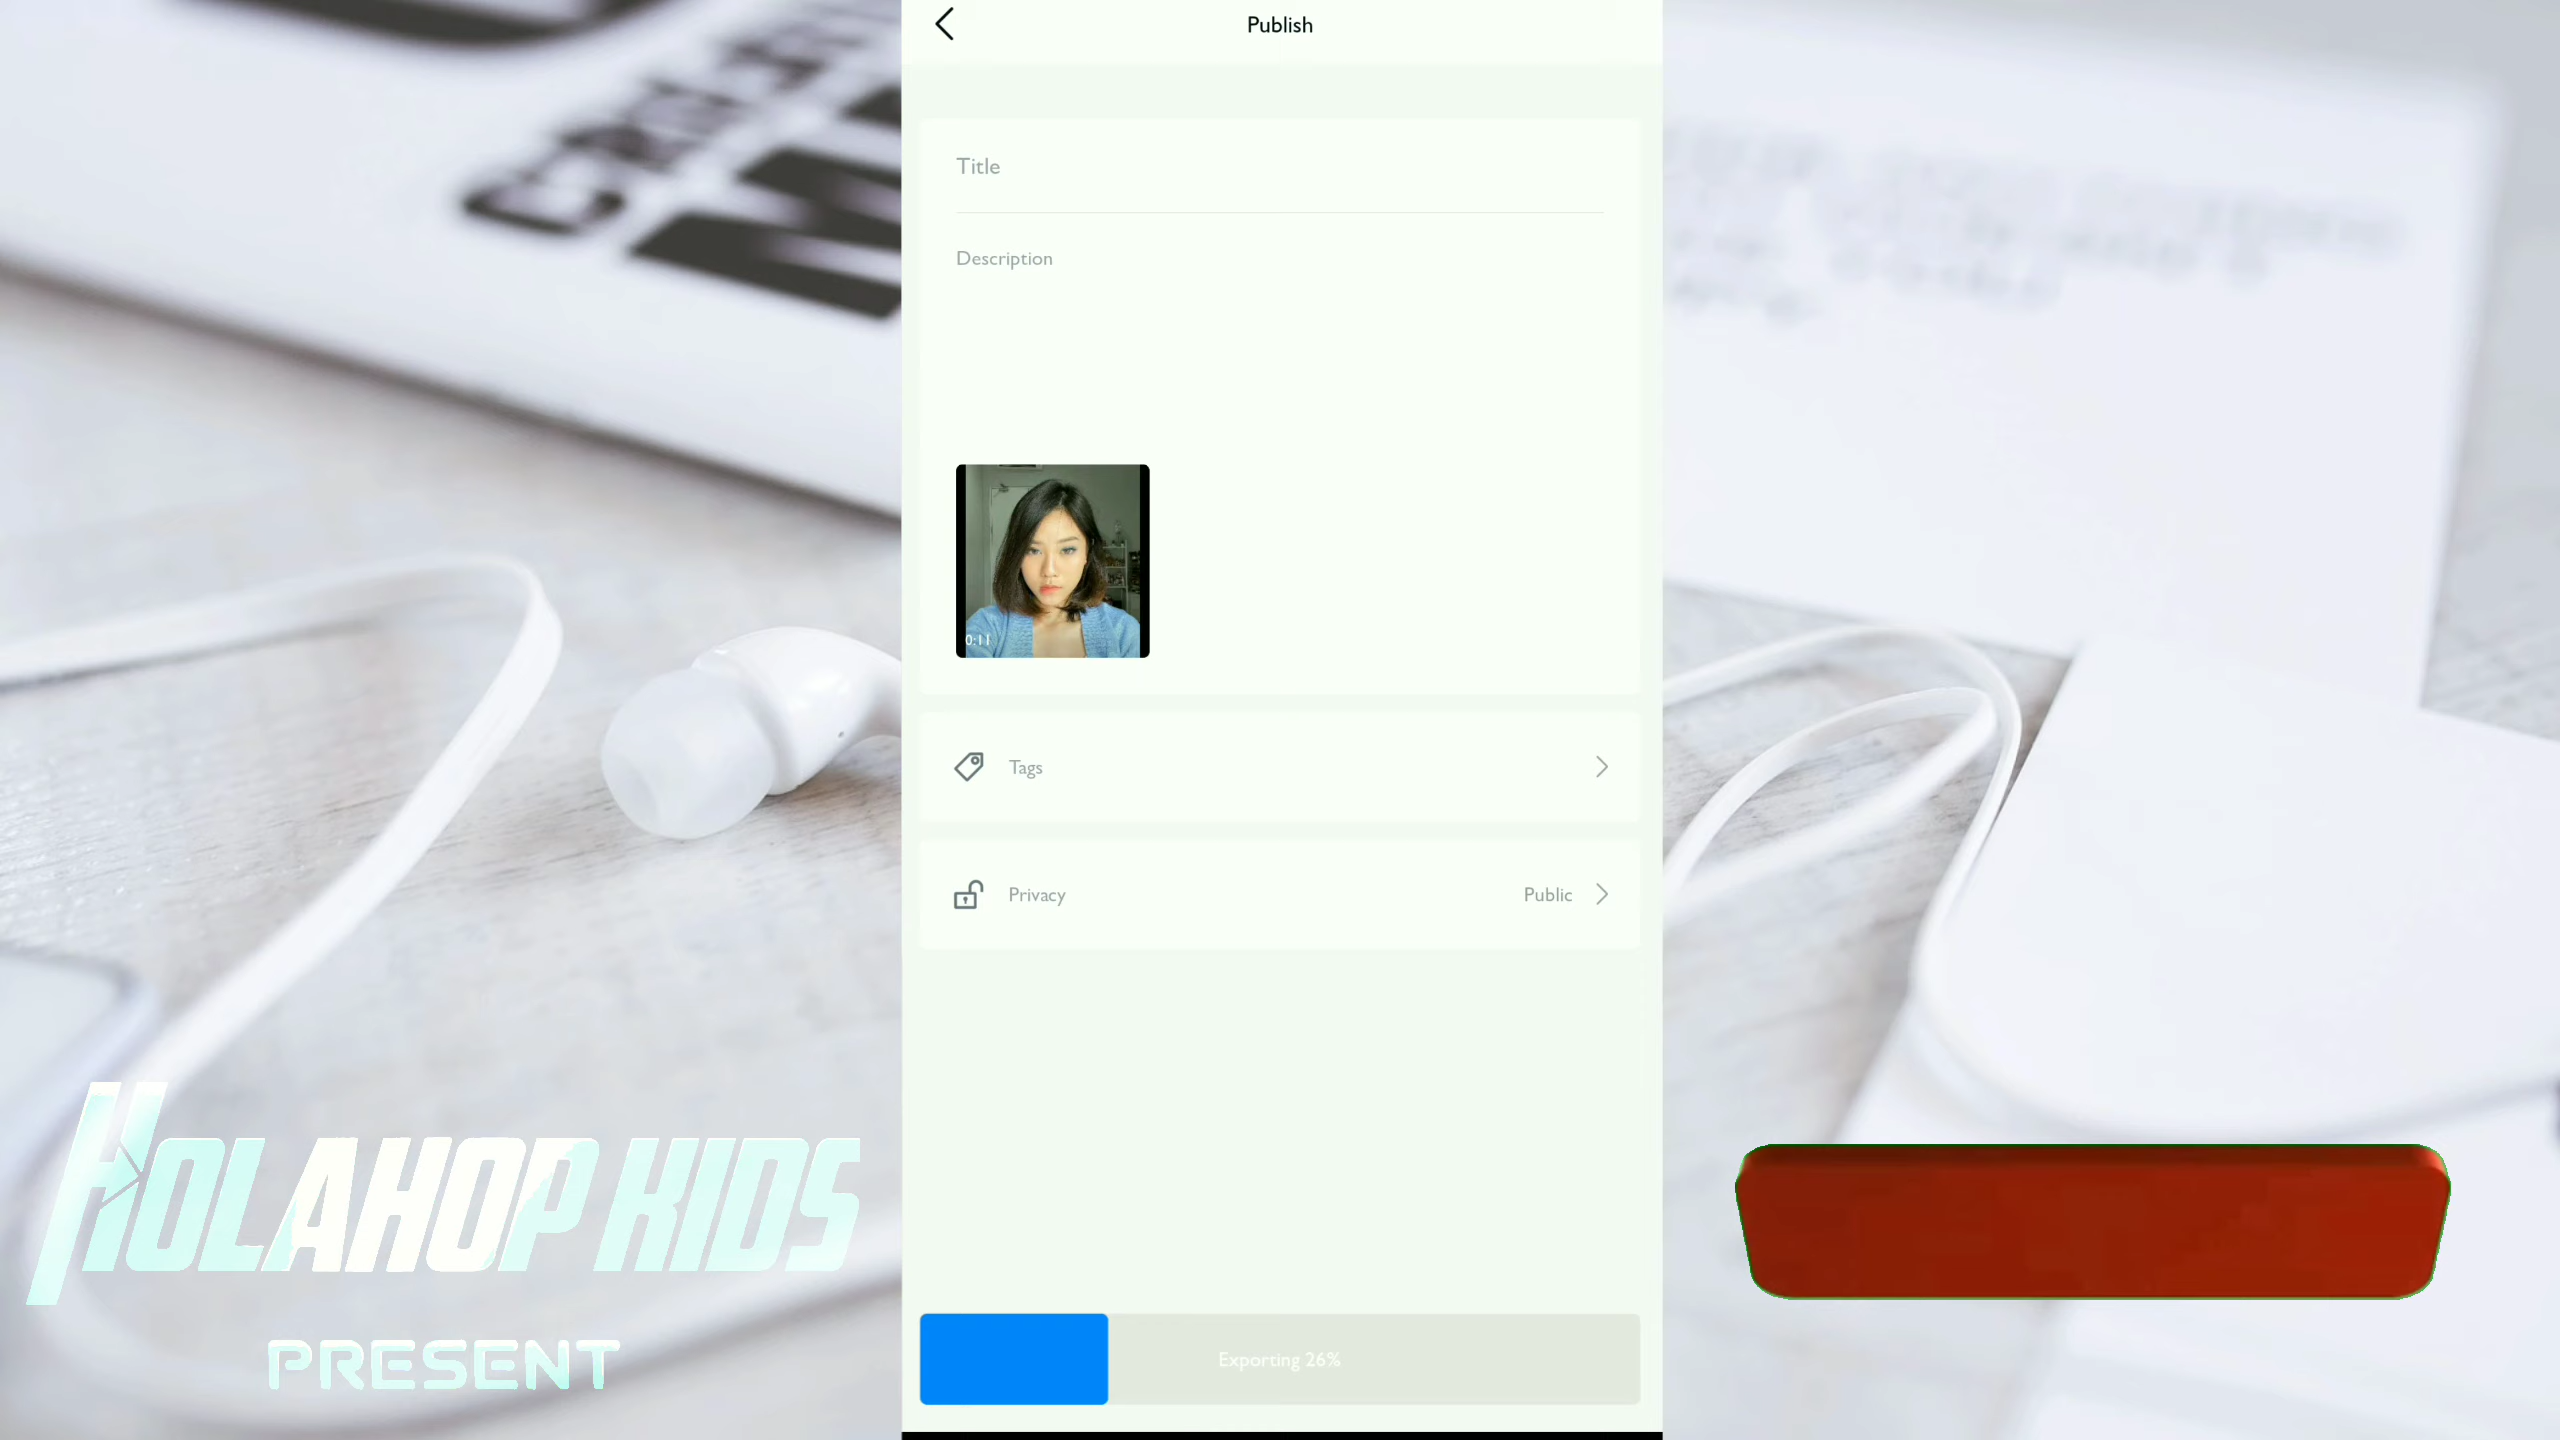 Publish
Title
Description
0:11
Tags
Privacy
Public
Exporting 26%
HOLAHOP KIDS
PRESENT